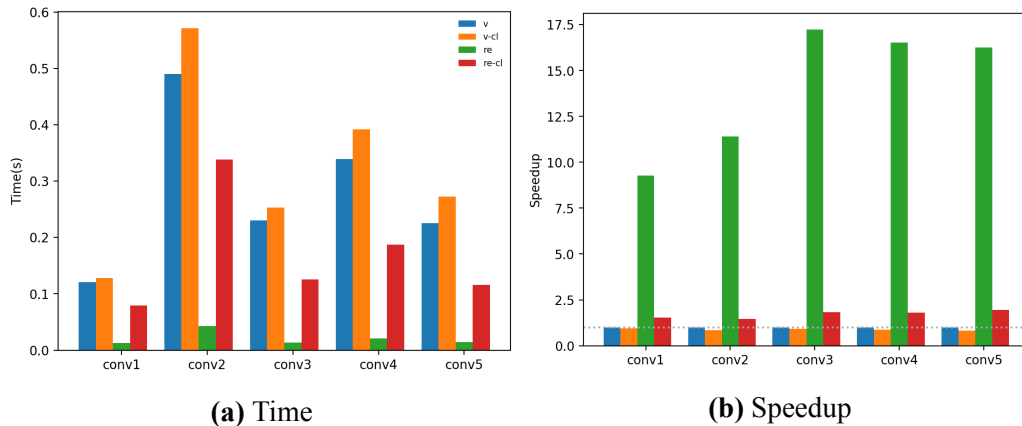 0.6
0.5
0.4
0.3
0.2
0.1
0.0
Time(s)
v
v-cl
re
re-cl
conv1 conv2 conv3 conv4 conv5
(a) Time
17.5
15.0
12.5
10.0
7.5
5.0
2.5
0.0
Speedup
conv1 conv2 conv3 conv4 conv5
(b) Speedup